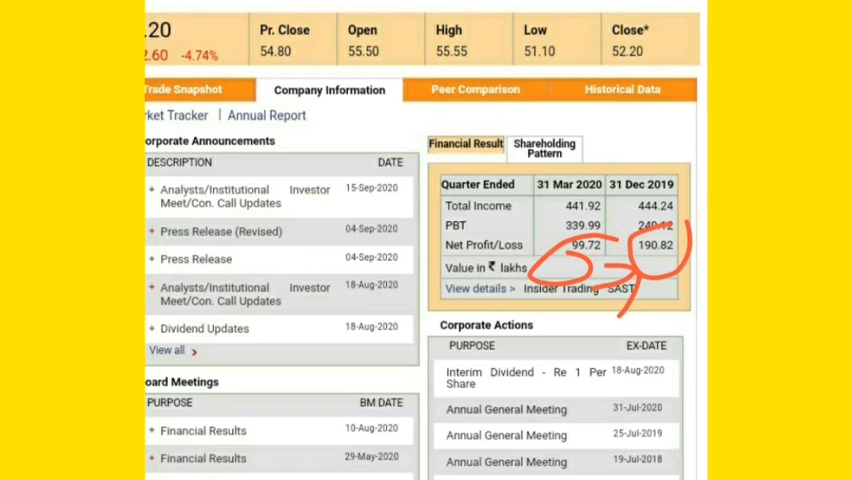 .20
2.60 -4.74%
Pr. Close Open High Low Close*
54.80 55.50 55.55 51.10 52.20
Trade Snapshot Company Information Peer Comparison Historical Data
rket Tracker | Annual Report
orporate Announcements
DESCRIPTION DATE
+ Analysts/Institutional Investor 15-Sep-2020
Meet/Con. Call Updates
+ Press Release (Revised) 04-Sep-2020
+ Press Release 04-Sep-2020
+ Analysts/Institutional Investor 18-Aug-2020
Meet/Con. Call Updates
+ Dividend Updates 18-Aug-2020
View all >
oard Meetings
PURPOSE BM DATE
+ Financial Results 10-Aug-2020
+ Financial Results 29-May-2020
Financial Result Shareholding
Pattern
Quarter Ended 31 Mar 2020 31 Dec 2019
Total Income 441.92 444.24
PBT 339.99
Net Profit/Loss 99.72 190.82
Value in ₹ lakhs
View details > Insider Trading SAST
Corporate Actions
PURPOSE EX-DATE
Interim Dividend - Re 1 Per 18-Aug-2020
Share
Annual General Meeting 31-Jul-2020
Annual General Meeting 25-Jul-2019
Annual General Meeting 19-Jul-2018